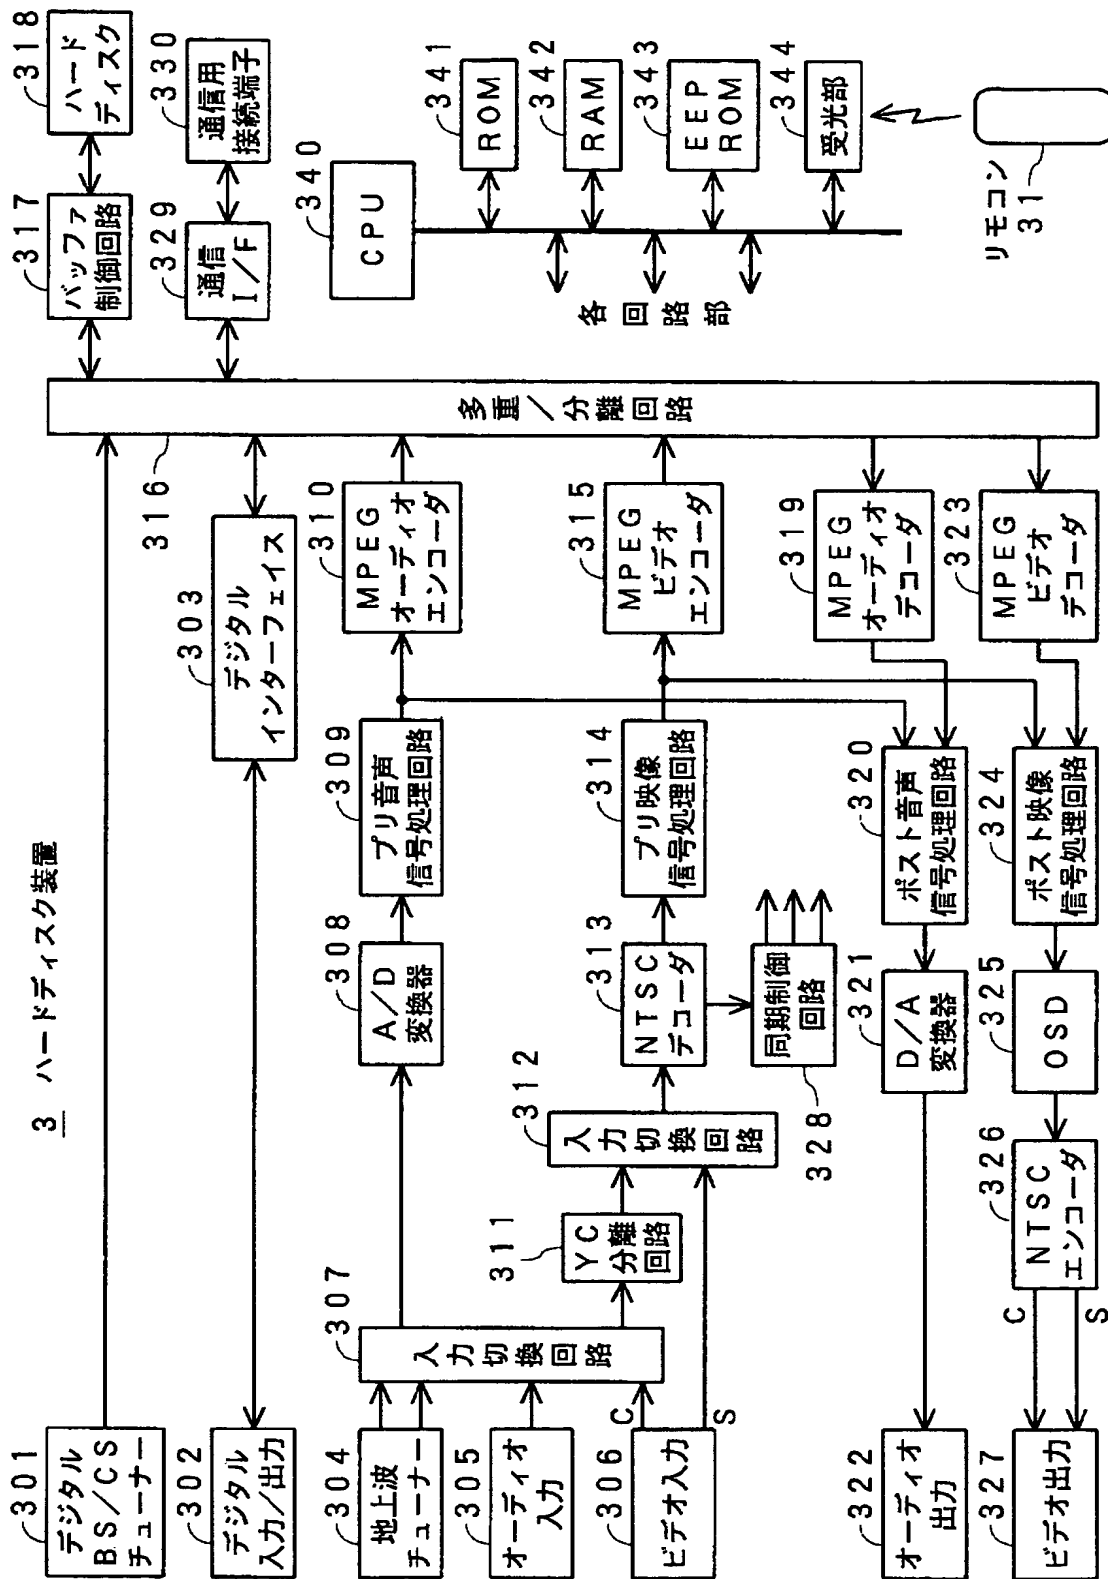 3 ハードディスク装置
301
デジタル
BS/CS
チューナー
302
デジタル
入力/出力
303
デジタル
インターフェイス
304
地上波
チューナー
305
オーディオ
入力
306
ビデオ入力
C
S
307
入力切換回路
308
A/D
変換器
309
プリ音声
信号処理回路
310
MPEG
オーディオ
エンコーダ
311
YC
分離
回路
312
入力切換回路
313
NTSC
デコーダ
314
プリ映像
信号処理回路
315
MPEG
ビデオ
エンコーダ
316
多重/分離回路
317
バッファ
制御回路
318
ハード
ディスク
329
通信
I/F
330
通信用
接続端子
319
MPEG
オーディオ
デコーダ
320
ポスト音声
信号処理回路
321
D/A
変換器
322
オーディオ
出力
323
MPEG
ビデオ
デコーダ
324
ポスト映像
信号処理回路
325
OSD
326
NTSC
エンコーダ
C
S
327
ビデオ出力
328
同期制御
回路
340
CPU
341
ROM
342
RAM
343
EEP
ROM
344
受光部
各回路部
リモコン
31